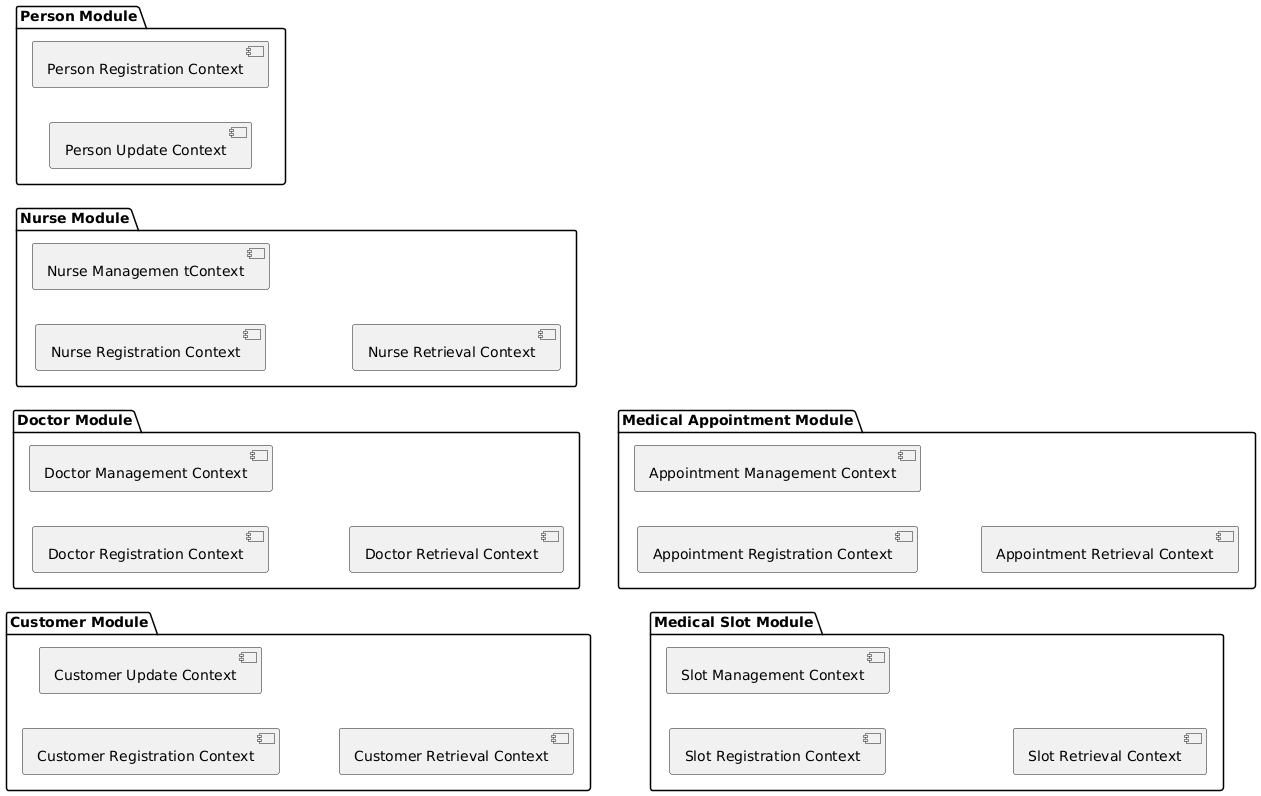 Person Module
Person Registration Context
Person Update Context
Nurse Module
Nurse Managemen tContext
Nurse Registration Context
Nurse Retrieval Context
Doctor Module
Doctor Management Context
Doctor Registration Context
Doctor Retrieval Context
Medical Appointment Module
Appointment Management Context
Appointment Registration Context
Appointment Retrieval Context
Customer Module
Customer Update Context
Customer Registration Context
Customer Retrieval Context
Medical Slot Module
Slot Management Context
Slot Registration Context
Slot Retrieval Context